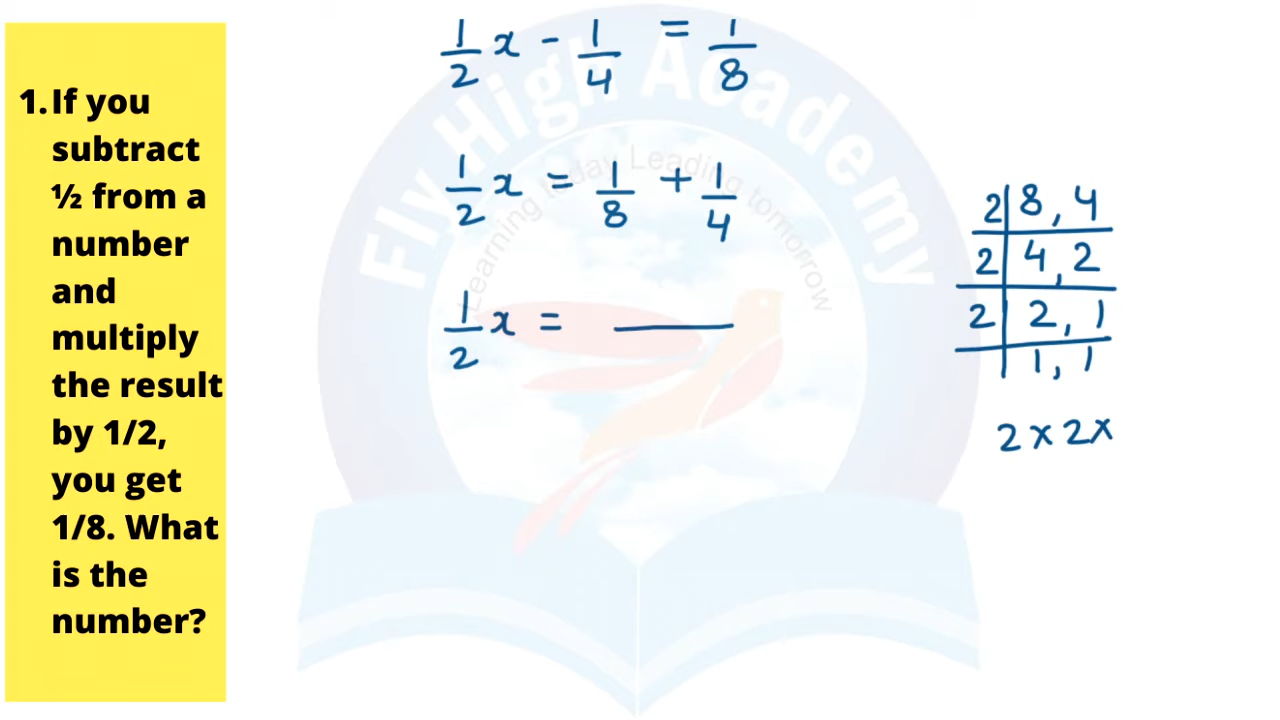 1. If you
subtract
½ from a
number
and
multiply
the result
by 1/2,
you get
1/8. What
is the
number?
1/2 x - 1/4 = 1/8
1/2 x = 1/8 + 1/4
1/2 x =
2 | 8, 4
2 | 4, 2
2 | 2, 1
1, 1
2 x 2 x
Fly High Academy
Learning today Leading tomorrow